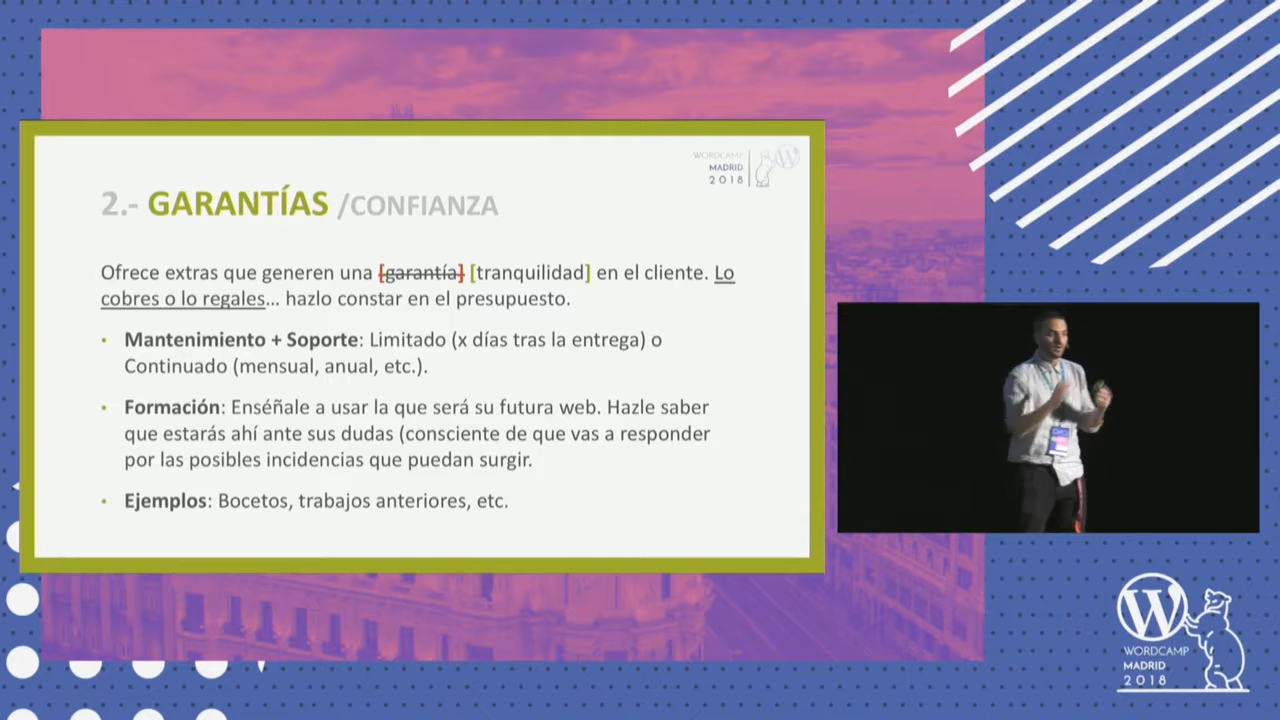 WORDCAMP
MADRID
2018
2.- GARANTÍAS /CONFIANZA
Ofrece extras que generen una [garantía] [tranquilidad] en el cliente. Lo
cobres o lo regales... hazlo constar en el presupuesto.
• Mantenimiento + Soporte: Limitado (x días tras la entrega) o
Continuado (mensual, anual, etc.).
• Formación: Enséñale a usar la que será su futura web. Hazle saber
que estarás ahí ante sus dudas (consciente de que vas a responder
por las posibles incidencias que puedan surgir.
• Ejemplos: Bocetos, trabajos anteriores, etc.
W
WORDCAMP
MADRID
2018